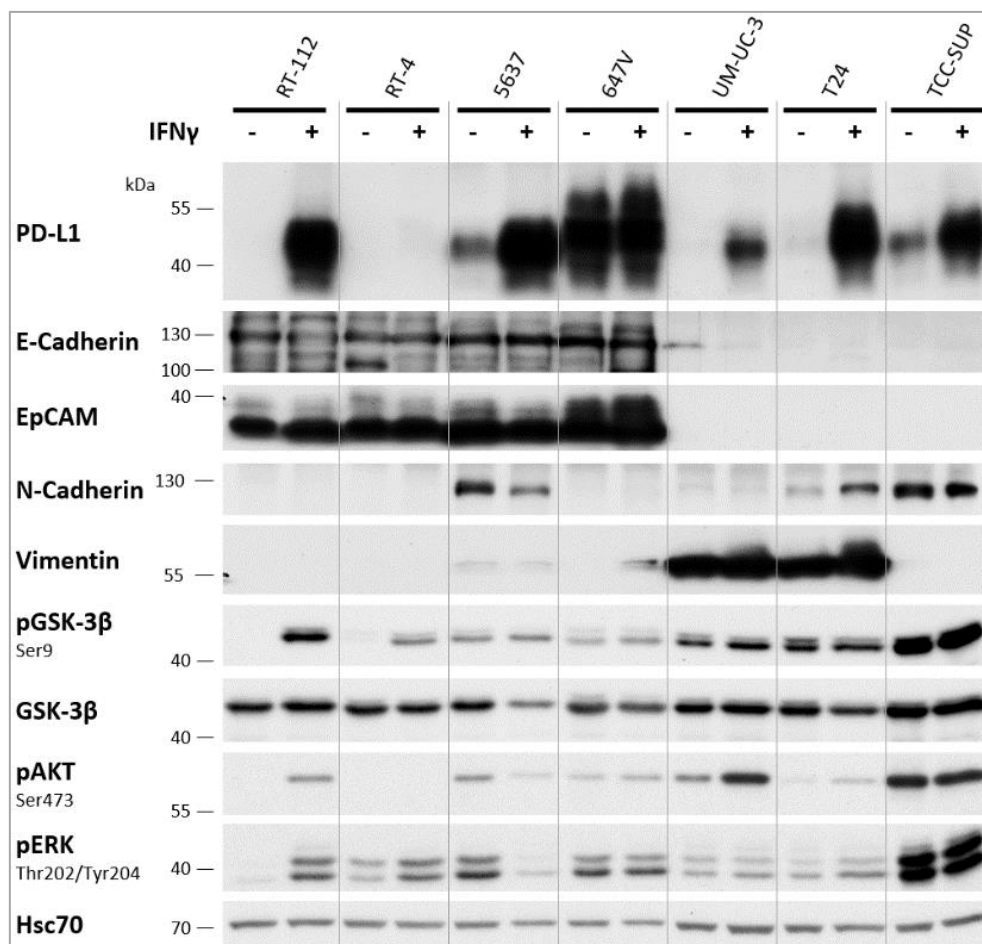 RT-112 RT-4 5637 647V UM-UC-3 T24 TCC-SUP
IFNγ - + - + - + - + - + - + - +
kDa
55
PD-L1
40
E-Cadherin 130
100
40
EpCAM
130
N-Cadherin
Vimentin
55
pGSK-3β
Ser9
40
GSK-3β
40
pAKT
Ser473
55
pERK
Thr202/Tyr204 40
Hsc70 70